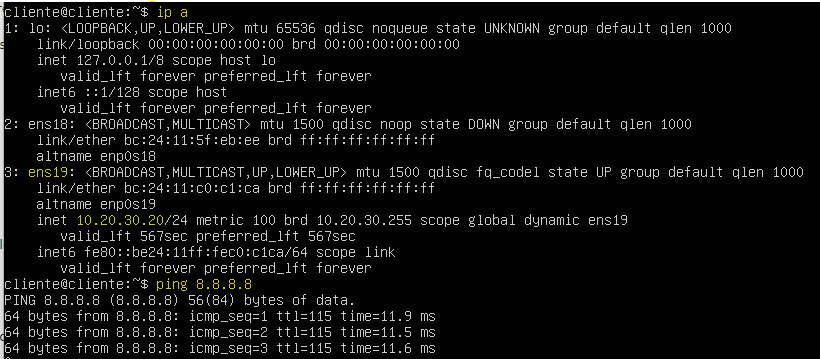 cliente@cliente:~$ ip a
1: lo: <LOOPBACK,UP,LOWER_UP> mtu 65536 qdisc noqueue state UNKNOWN group default qlen 1000
    link/loopback 00:00:00:00:00:00 brd 00:00:00:00:00:00
    inet 127.0.0.1/8 scope host lo
       valid_lft forever preferred_lft forever
    inet6 ::1/128 scope host
       valid_lft forever preferred_lft forever
2: ens18: <BROADCAST,MULTICAST> mtu 1500 qdisc noop state DOWN group default qlen 1000
    link/ether bc:24:11:5f:eb:ee brd ff:ff:ff:ff:ff:ff
    altname enp0s18
3: ens19: <BROADCAST,MULTICAST,UP,LOWER_UP> mtu 1500 qdisc fq_codel state UP group default qlen 1000
    link/ether bc:24:11:c0:c1:ca brd ff:ff:ff:ff:ff:ff
    altname enp0s19
    inet 10.20.30.20/24 metric 100 brd 10.20.30.255 scope global dynamic ens19
       valid_lft 567sec preferred_lft 567sec
    inet6 fe80::be24:11ff:fec0:c1ca/64 scope link
       valid_lft forever preferred_lft forever
cliente@cliente:~$ ping 8.8.8.8
PING 8.8.8.8 (8.8.8.8) 56(84) bytes of data.
64 bytes from 8.8.8.8: icmp_seq=1 ttl=115 time=11.9 ms
64 bytes from 8.8.8.8: icmp_seq=2 ttl=115 time=11.5 ms
64 bytes from 8.8.8.8: icmp_seq=3 ttl=115 time=11.6 ms